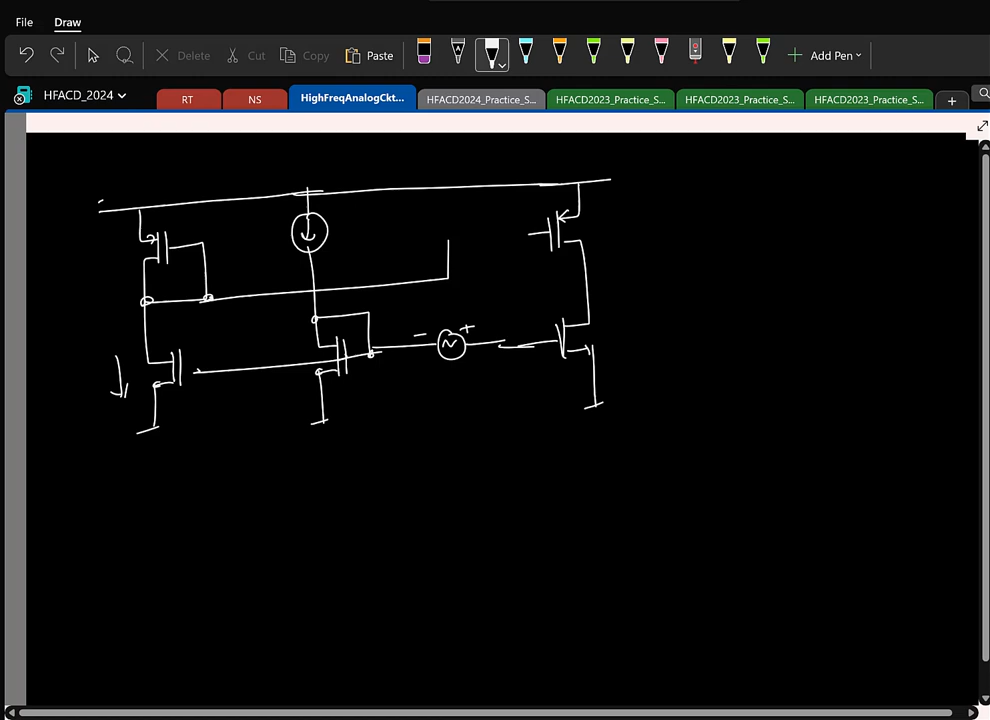 File Draw
Delete Cut Copy Paste A Add Pen
HFACD_2024 RT NS HighFreqAnalogCkt... HFACD2024_Practice_S... HFACD2023_Practice_S... HFACD2023_Practice_S... HFACD2023_Practice_S... +
- +